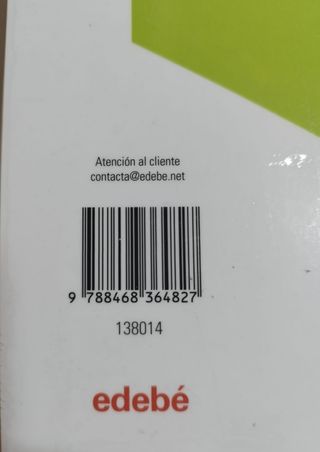 Atención al cliente
contacta@edebe.net
9 788468 364827
138014
edebé